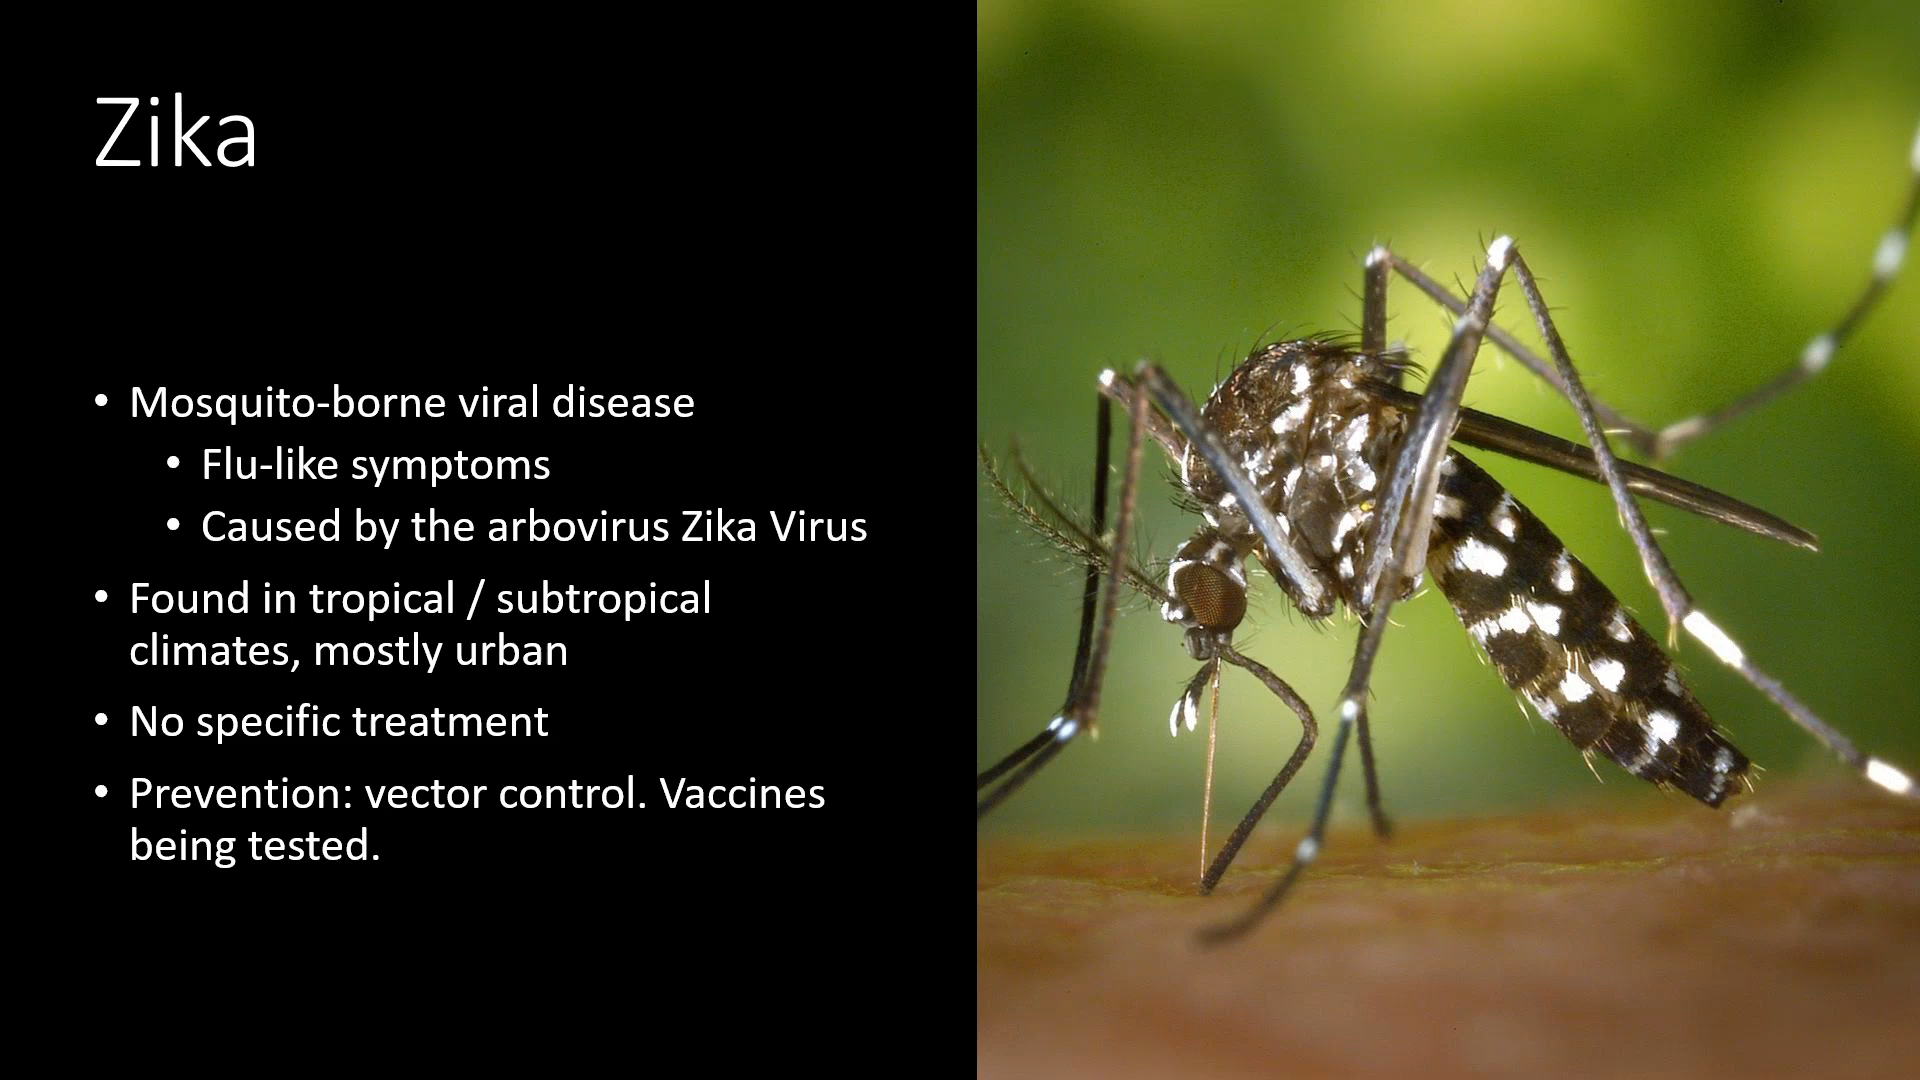 Zika
• Mosquito-borne viral disease
• Flu-like symptoms
• Caused by the arbovirus Zika Virus
• Found in tropical / subtropical
climates, mostly urban
• No specific treatment
• Prevention: vector control. Vaccines
being tested.